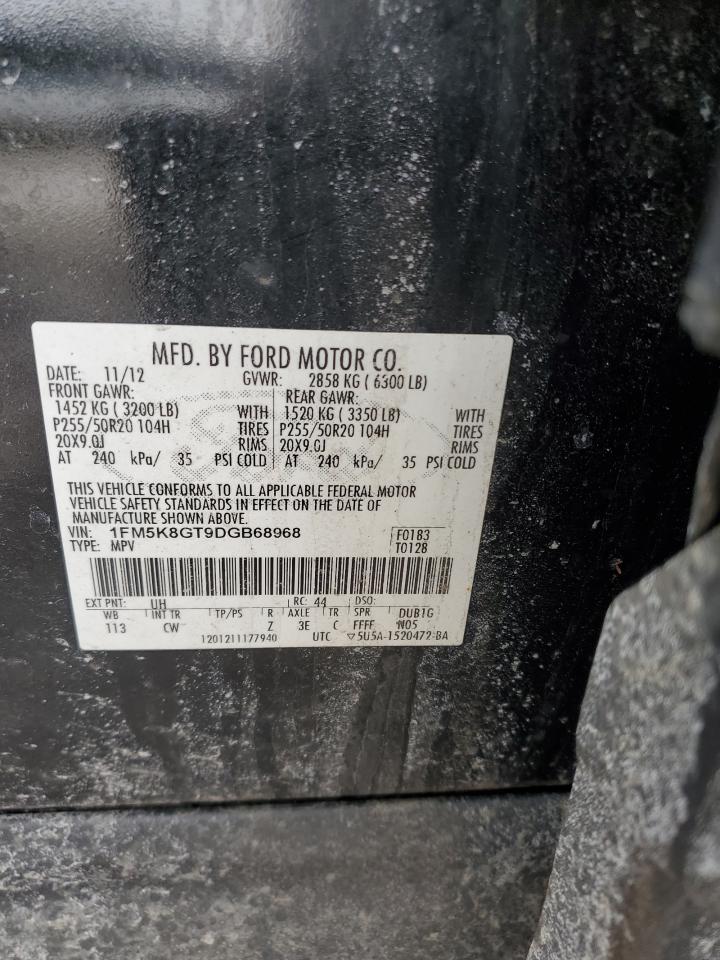 MFD. BY FORD MOTOR CO.
DATE: 11/12 GVWR: 2858 KG ( 6300 LB)
FRONT GAWR: REAR GAWR:
1452 KG ( 3200 LB) WITH 1520 KG ( 3350 LB) WITH
P255/50R20 104H TIRES P255/50R20 104H TIRES
20X9.0J RIMS 20X9.0J RIMS
AT 240 kPa/ 35 PSI COLD AT 240 kPa/ 35 PSI COLD
THIS VEHICLE CONFORMS TO ALL APPLICABLE FEDERAL MOTOR
VEHICLE SAFETY STANDARDS IN EFFECT ON THE DATE OF
MANUFACTURE SHOWN ABOVE.
VIN: 1FM5K8GT9DGB68968 F0183
TYPE: MPV T0128
EXT PNT: UH RC: 44 DSO:
WB INT TR TP/PS R AXLE TR SPR DUB1G
113 CW Z 3E C FFFF N05
1201211177940 UTC ▽5U5A-1520472-BA